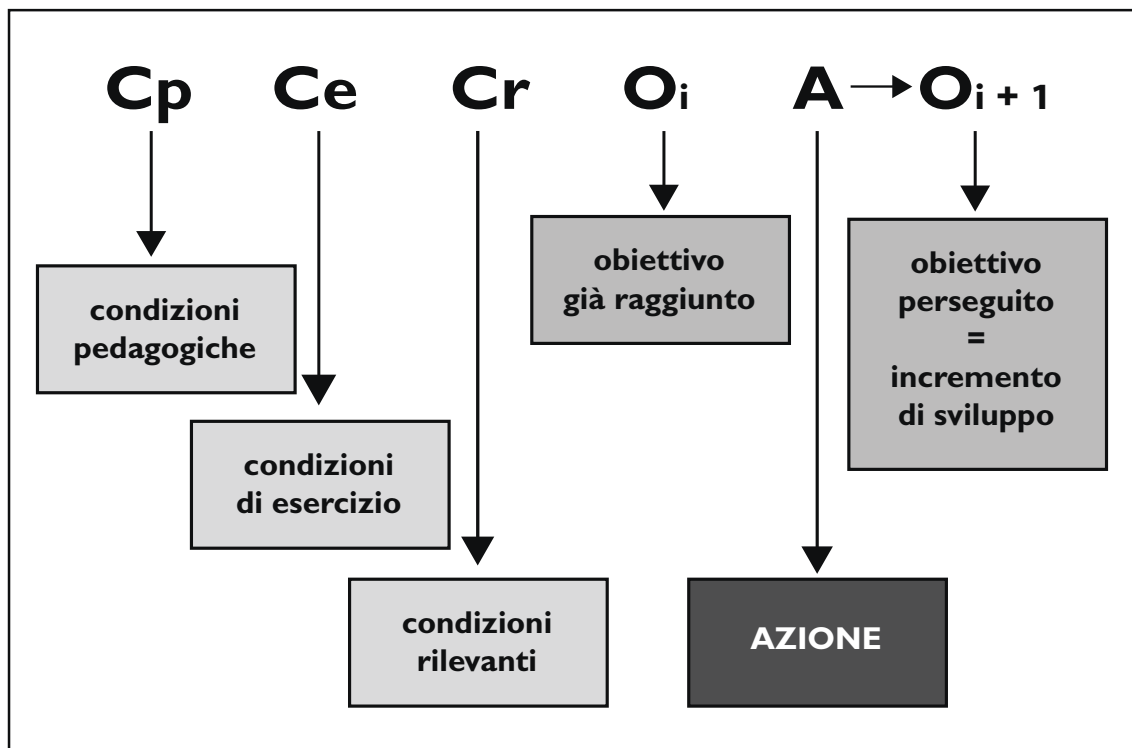 Cp Ce Cr Oi A Oi + 1
condizioni
pedagogiche
condizioni
di esercizio
condizioni
rilevanti
obiettivo
già raggiunto
AZIONE
obiettivo
perseguito
=
incremento
di sviluppo